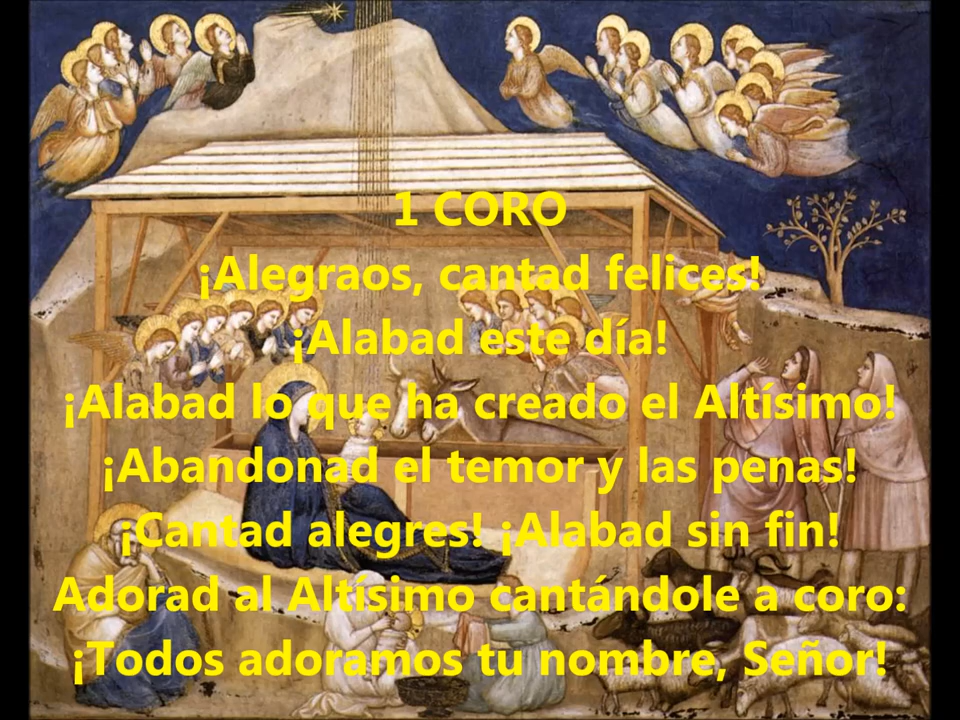 1 CORO
¡Alegraos, cantad felices!
¡Alabad este día!
¡Alabad lo que ha creado el Altísimo!
¡Abandonad el temor y las penas!
¡Cantad alegres! ¡Alabad sin fin!
Adorad al Altísimo cantándole a coro:
¡Todos adoramos tu nombre, Señor!